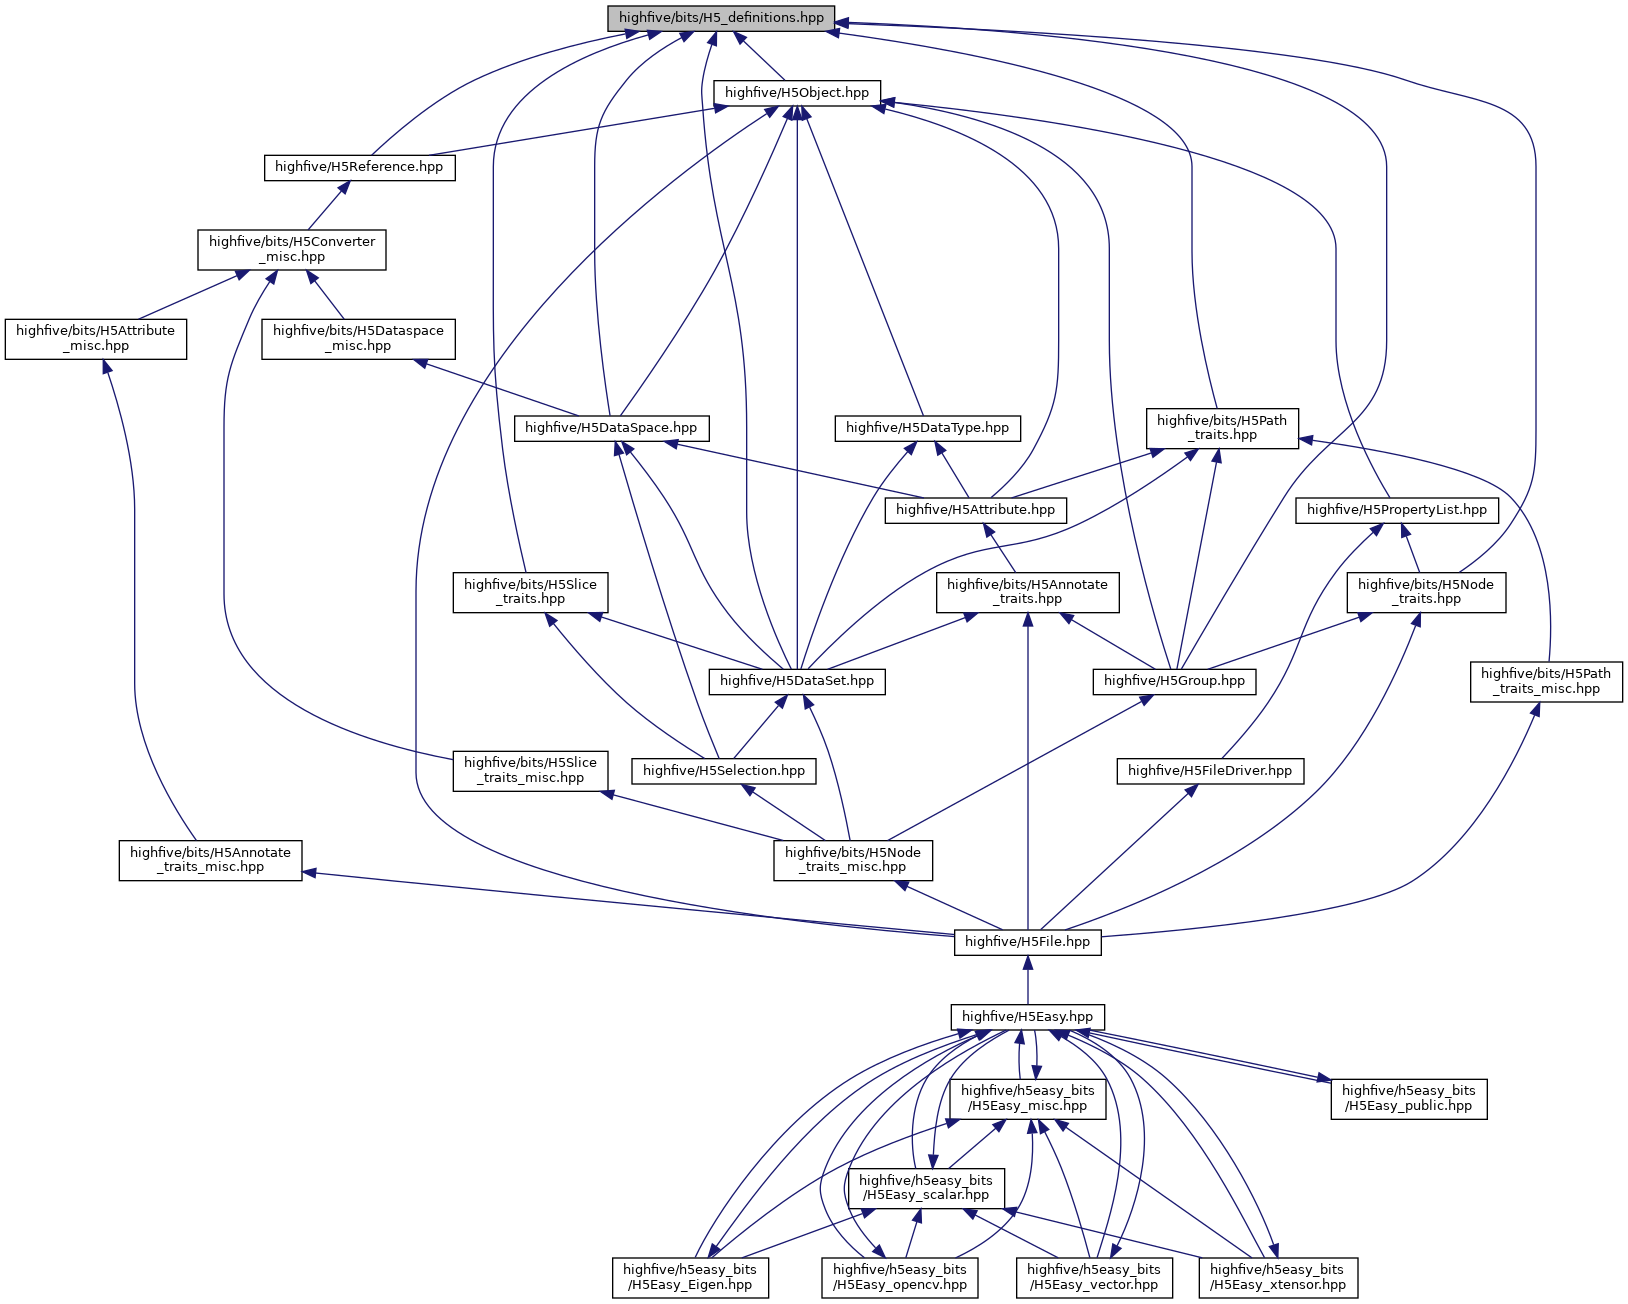 highfive/bits/H5_definitions.hpp
highfive/H5Object.hpp
highfive/H5Reference.hpp
highfive/bits/H5Converter
_misc.hpp
highfive/bits/H5Attribute
_misc.hpp
highfive/bits/H5Dataspace
_misc.hpp
highfive/H5DataSpace.hpp
highfive/H5DataType.hpp
highfive/bits/H5Path
_traits.hpp
highfive/H5Attribute.hpp
highfive/H5PropertyList.hpp
highfive/bits/H5Slice
_traits.hpp
highfive/bits/H5Annotate
_traits.hpp
highfive/bits/H5Node
_traits.hpp
highfive/H5DataSet.hpp
highfive/H5Group.hpp
highfive/bits/H5Path
_traits_misc.hpp
highfive/bits/H5Slice
_traits_misc.hpp
highfive/H5Selection.hpp
highfive/H5FileDriver.hpp
highfive/bits/H5Annotate
_traits_misc.hpp
highfive/bits/H5Node
_traits_misc.hpp
highfive/H5File.hpp
highfive/H5Easy.hpp
highfive/h5easy_bits
/H5Easy_misc.hpp
highfive/h5easy_bits
/H5Easy_public.hpp
highfive/h5easy_bits
/H5Easy_scalar.hpp
highfive/h5easy_bits
/H5Easy_Eigen.hpp
highfive/h5easy_bits
/H5Easy_opencv.hpp
highfive/h5easy_bits
/H5Easy_vector.hpp
highfive/h5easy_bits
/H5Easy_xtensor.hpp